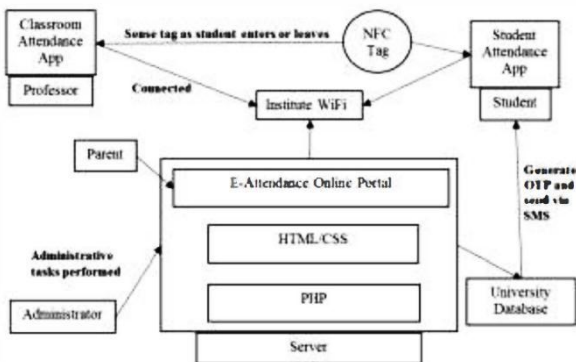 Classroom
Attendance
App
Professor
Sense tag as student enters or leaves
NFC
Tag
Student
Attendance
App
Student
Connected
Institute WiFi
Parent
E-Attendance Online Portal
HTML/CSS
PHP
Server
Administrative
tasks performed
Administrator
Generate
OTP and
send via
SMS
University
Database